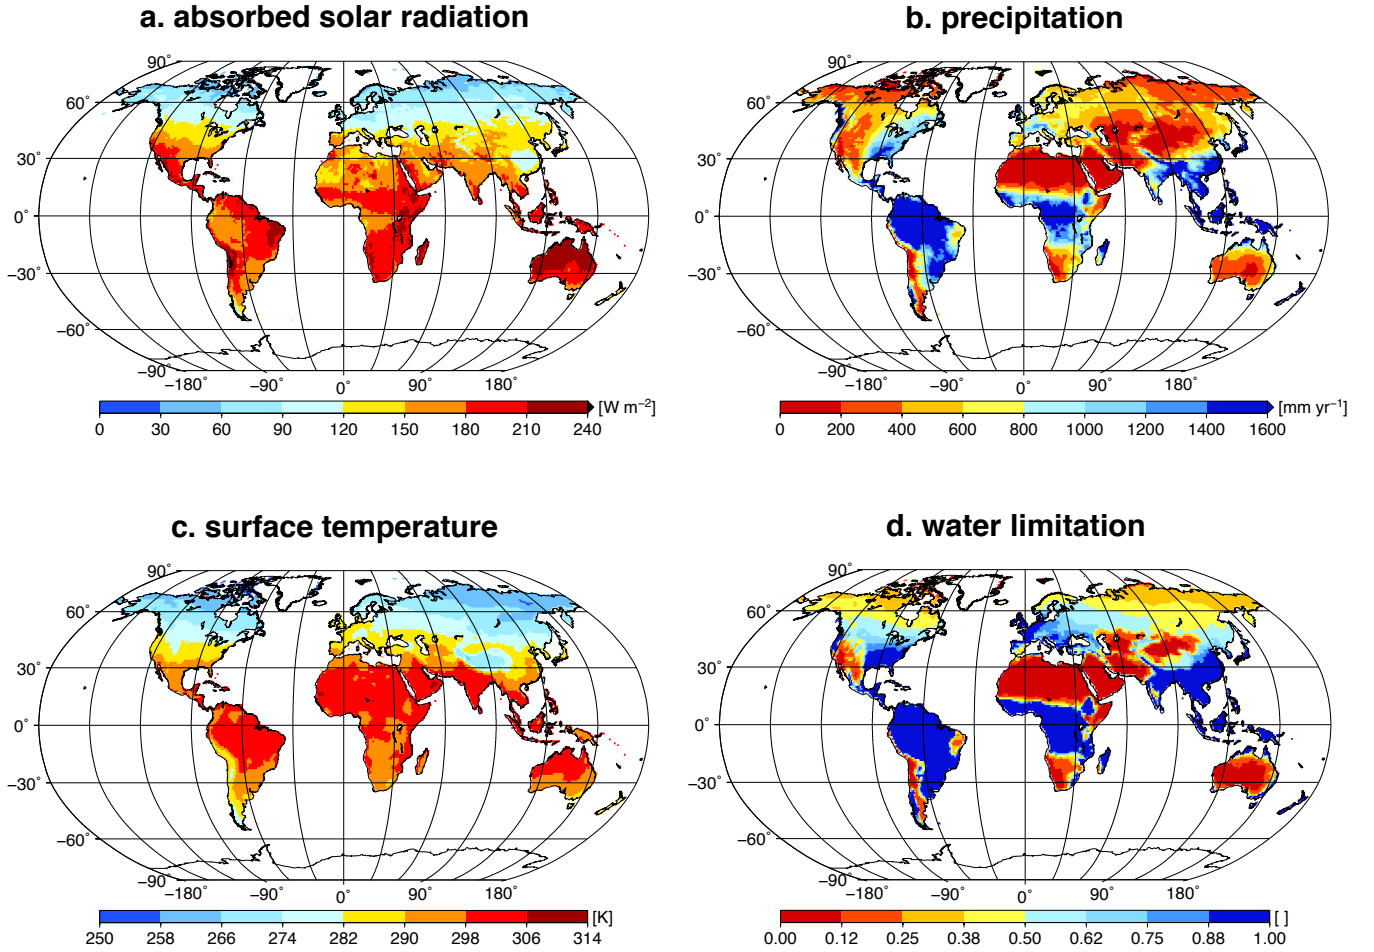 a. absorbed solar radiation
90°
60°
30°
0°
−30°
−60°
−90°
−180° −90° 0° 90° 180°
[W m−2]
0 30 60 90 120 150 180 210 240
b. precipitation
90°
60°
30°
0°
−30°
−60°
−90°
−180° −90° 0° 90° 180°
[mm yr−1]
0 200 400 600 800 1000 1200 1400 1600
c. surface temperature
90°
60°
30°
0°
−30°
−60°
−90
−180° −90° 0° 90° 180°
[K]
250 258 266 274 282 290 298 306 314
d. water limitation
90°
60°
30°
0°
−30°
−60°
−90
−180° −90° 0° 90° 180°
[ ]
0.00 0.12 0.25 0.38 0.50 0.62 0.75 0.88 1.00